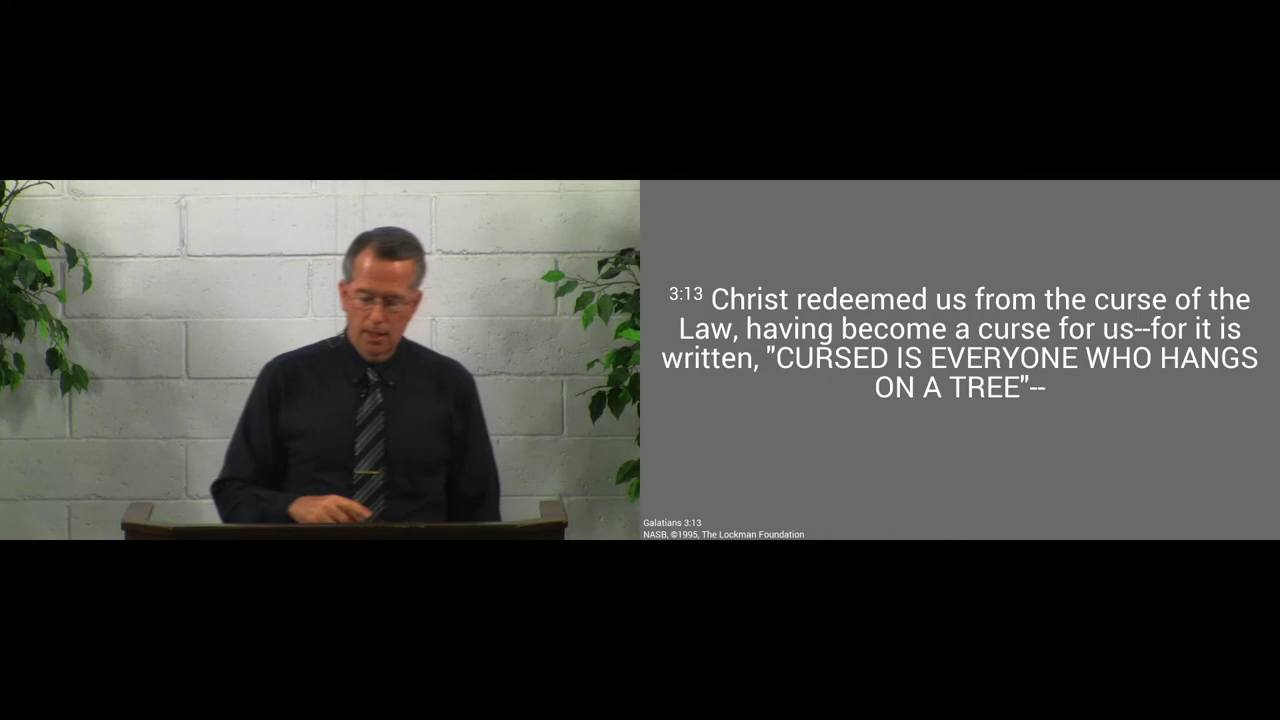 3:13 Christ redeemed us from the curse of the
Law, having become a curse for us--for it is
written, "CURSED IS EVERYONE WHO HANGS
ON A TREE"--
Galatians 3:13
NASB, ©1995, The Lockman Foundation